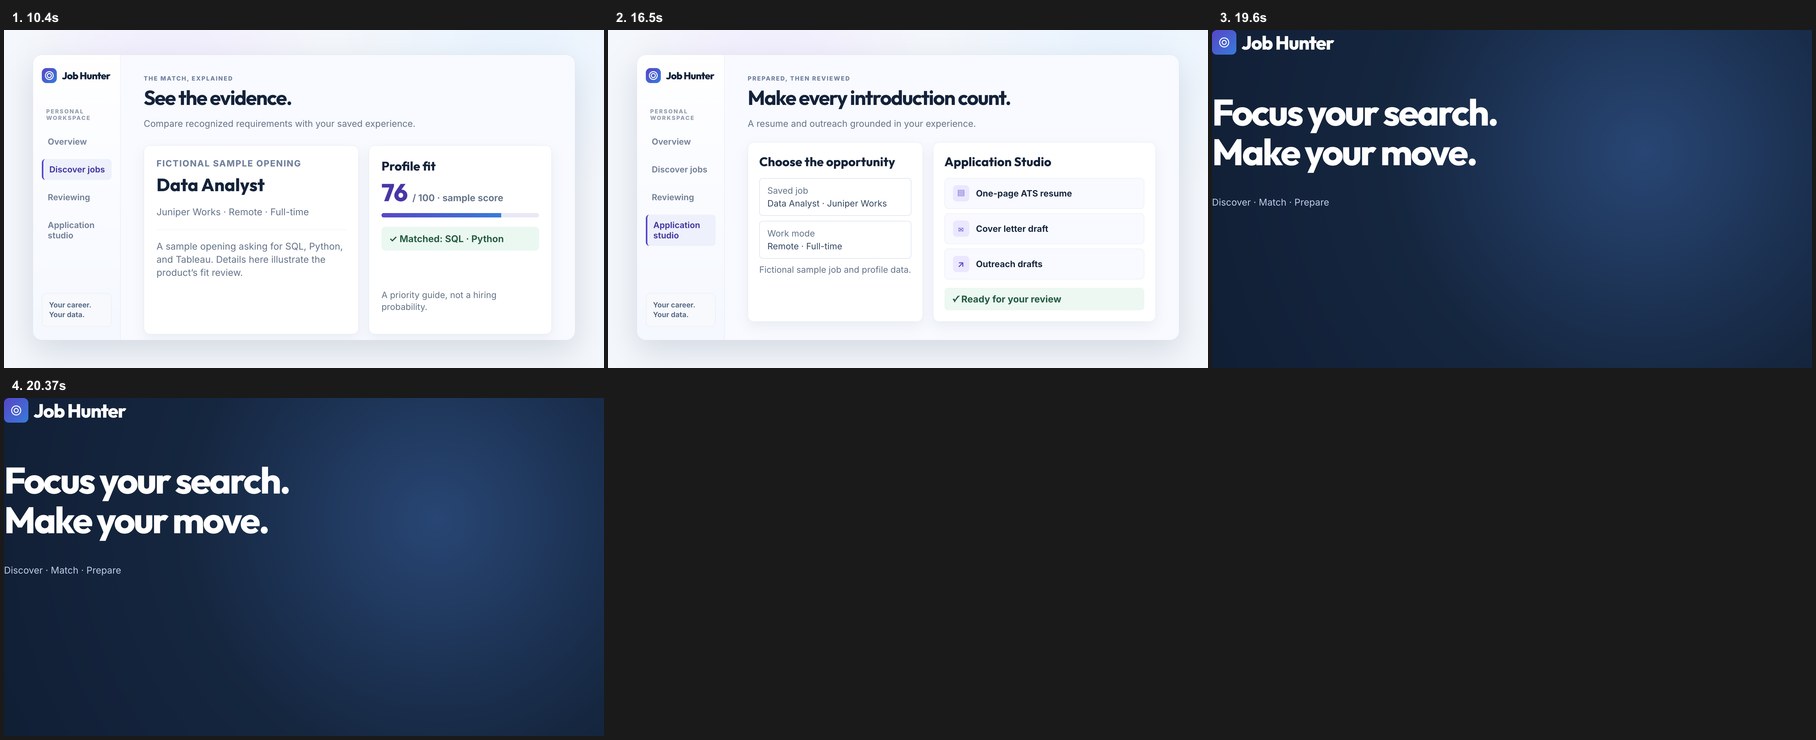 1. 10.4s
Job Hunter
PERSONAL
WORKSPACE
Overview
Discover jobs
Reviewing
Application
studio
Your career.
Your data.
THE MATCH, EXPLAINED
See the evidence.
Compare recognized requirements with your saved experience.
FICTIONAL SAMPLE OPENING
Data Analyst
Juniper Works · Remote · Full-time
A sample opening asking for SQL, Python,
and Tableau. Details here illustrate the
product's fit review.
Profile fit
76 / 100 · sample score
✓ Matched: SQL · Python
A priority guide, not a hiring
probability.
2. 16.5s
Job Hunter
PERSONAL
WORKSPACE
Overview
Discover jobs
Reviewing
Application
studio
Your career.
Your data.
PREPARED, THEN REVIEWED
Make every introduction count.
A resume and outreach grounded in your experience.
Choose the opportunity
Saved job
Data Analyst · Juniper Works
Work mode
Remote · Full-time
Fictional sample job and profile data.
Application Studio
One-page ATS resume
Cover letter draft
Outreach drafts
✓ Ready for your review
3. 19.6s
Job Hunter
Focus your search.
Make your move.
Discover · Match · Prepare
4. 20.37s
Job Hunter
Focus your search.
Make your move.
Discover · Match · Prepare